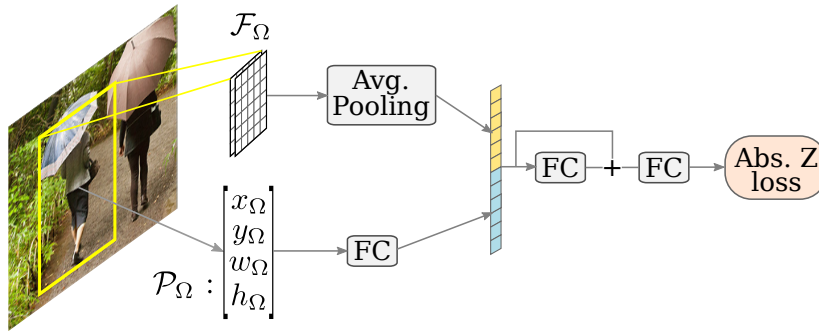 𝓕_Ω
Avg.
Pooling
FC
+
FC
Abs. Z
loss
𝓟_Ω :
x_Ω
y_Ω
w_Ω
h_Ω
FC